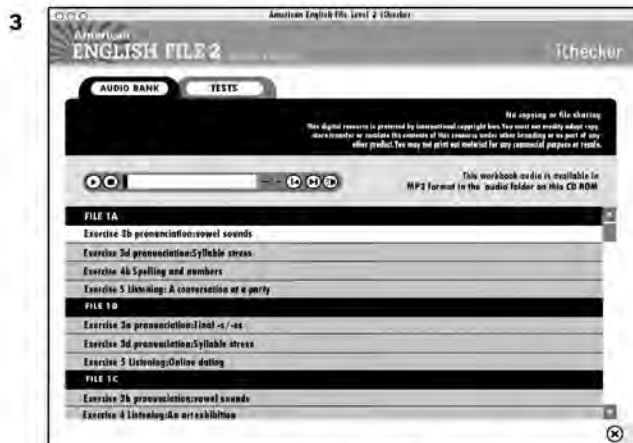 3
American English File Level 2 iChecker
American
ENGLISH FILE 2
iChecker
AUDIO BANK
TESTS
No copying or file sharing
This digital resource is protected by international copyright laws. You must not modify, adapt, copy,
store, transfer or circulate the contents of this resource under other branding or as part of any
other product. You may not print out material for any commercial purpose or resale.
This workbook audio is available in
MP3 format in the audio folder on this CD ROM
FILE 1A
Exercise 3b pronunciation:vowel sounds
Exercise 3d pronunciation:Syllable stress
Exercise 4b Spelling and numbers
Exercise 5 Listening: A conversation at a party
FILE 1B
Exercise 3a pronunciation:Final -s/-es
Exercise 3d pronunciation:Syllable stress
Exercise 5 Listening:Online dating
FILE 1C
Exercise 3b pronunciation:vowel sounds
Exercise 4 Listening:An art exhibition